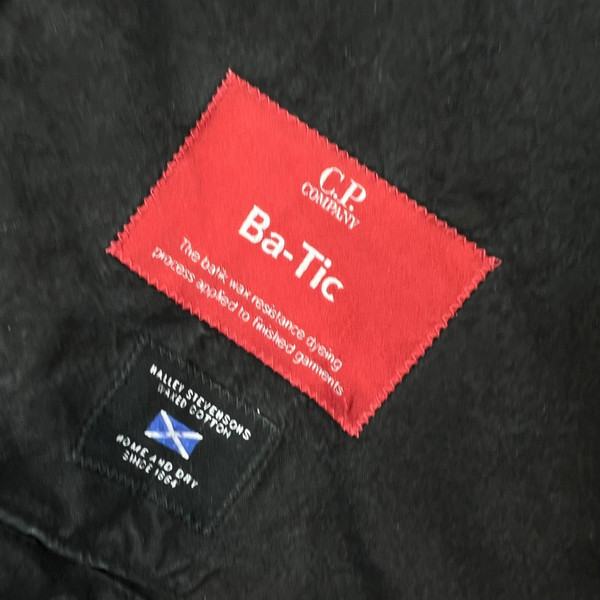 C.P.
COMPANY
Ba-Tic
The batik wax resistance dyeing
process applied to finished garments
HALLEY STEVENSONS
WAXED COTTON
HOME AND DRY
SINCE 1864